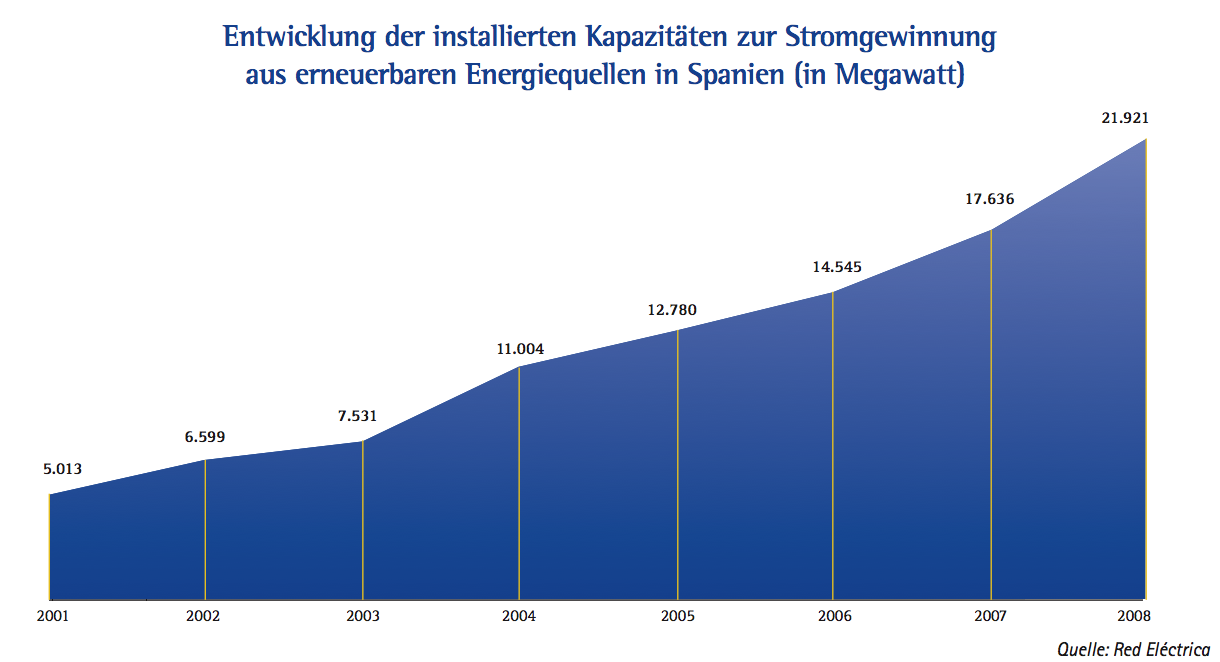 Entwicklung der installierten Kapazitäten zur Stromgewinnung
aus erneuerbaren Energiequellen in Spanien (in Megawatt)
21.921
17.636
14.545
12.780
11.004
7.531
6.599
5.013
2001 2002 2003 2004 2005 2006 2007 2008
Quelle: Red Eléctrica